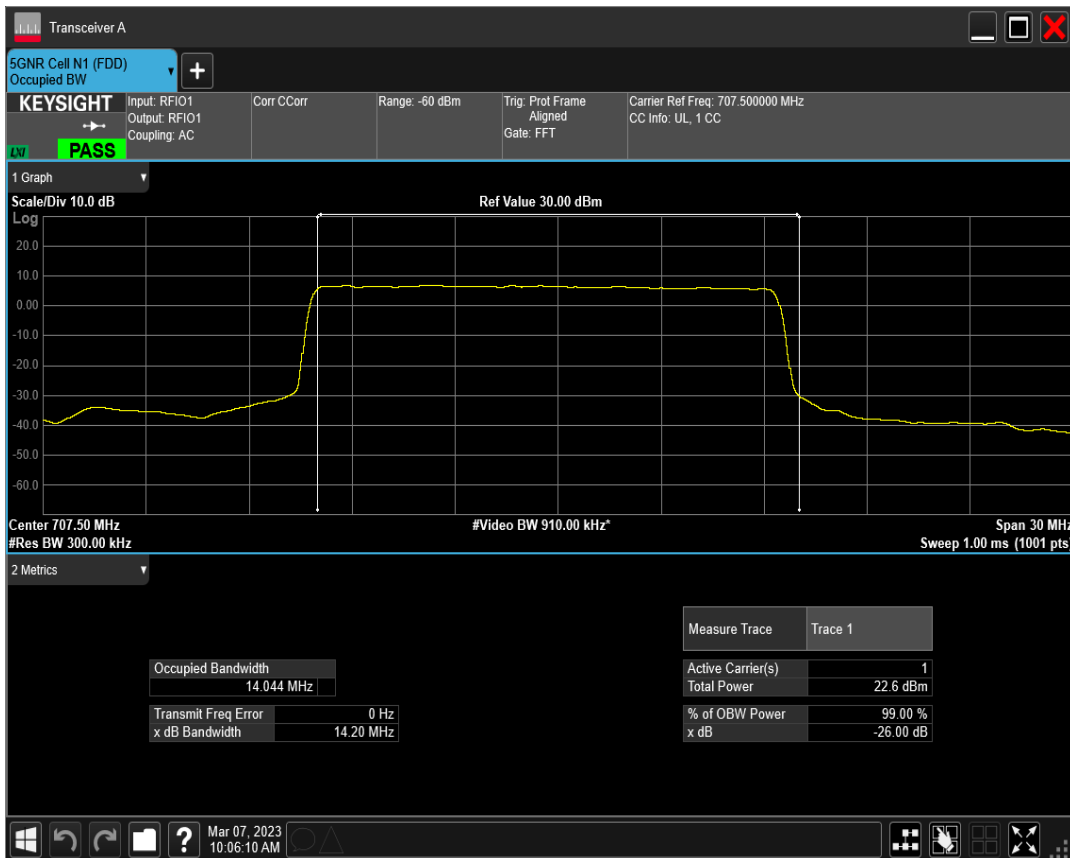 Transceiver A
5GNR Cell N1 (FDD)
Occupied BW
+
KEYSIGHT
LXI
PASS
Input: RFIO1
Output: RFIO1
Coupling: AC
Corr CCorr
Range: -60 dBm
Trig: Prot Frame
Aligned
Gate: FFT
Carrier Ref Freq: 707.500000 MHz
CC Info: UL, 1 CC
1 Graph
Scale/Div 10.0 dB
Ref Value 30.00 dBm
Log
20.0
10.0
0.00
-10.0
-20.0
-30.0
-40.0
-50.0
-60.0
Center 707.50 MHz
#Video BW 910.00 kHz*
Span 30 MHz
#Res BW 300.00 kHz
Sweep 1.00 ms (1001 pts)
2 Metrics
Measure Trace Trace 1
Occupied Bandwidth
14.044 MHz
Active Carrier(s) 1
Total Power 22.6 dBm
Transmit Freq Error 0 Hz
x dB Bandwidth 14.20 MHz
% of OBW Power 99.00 %
x dB -26.00 dB
?
Mar 07, 2023
10:06:10 AM